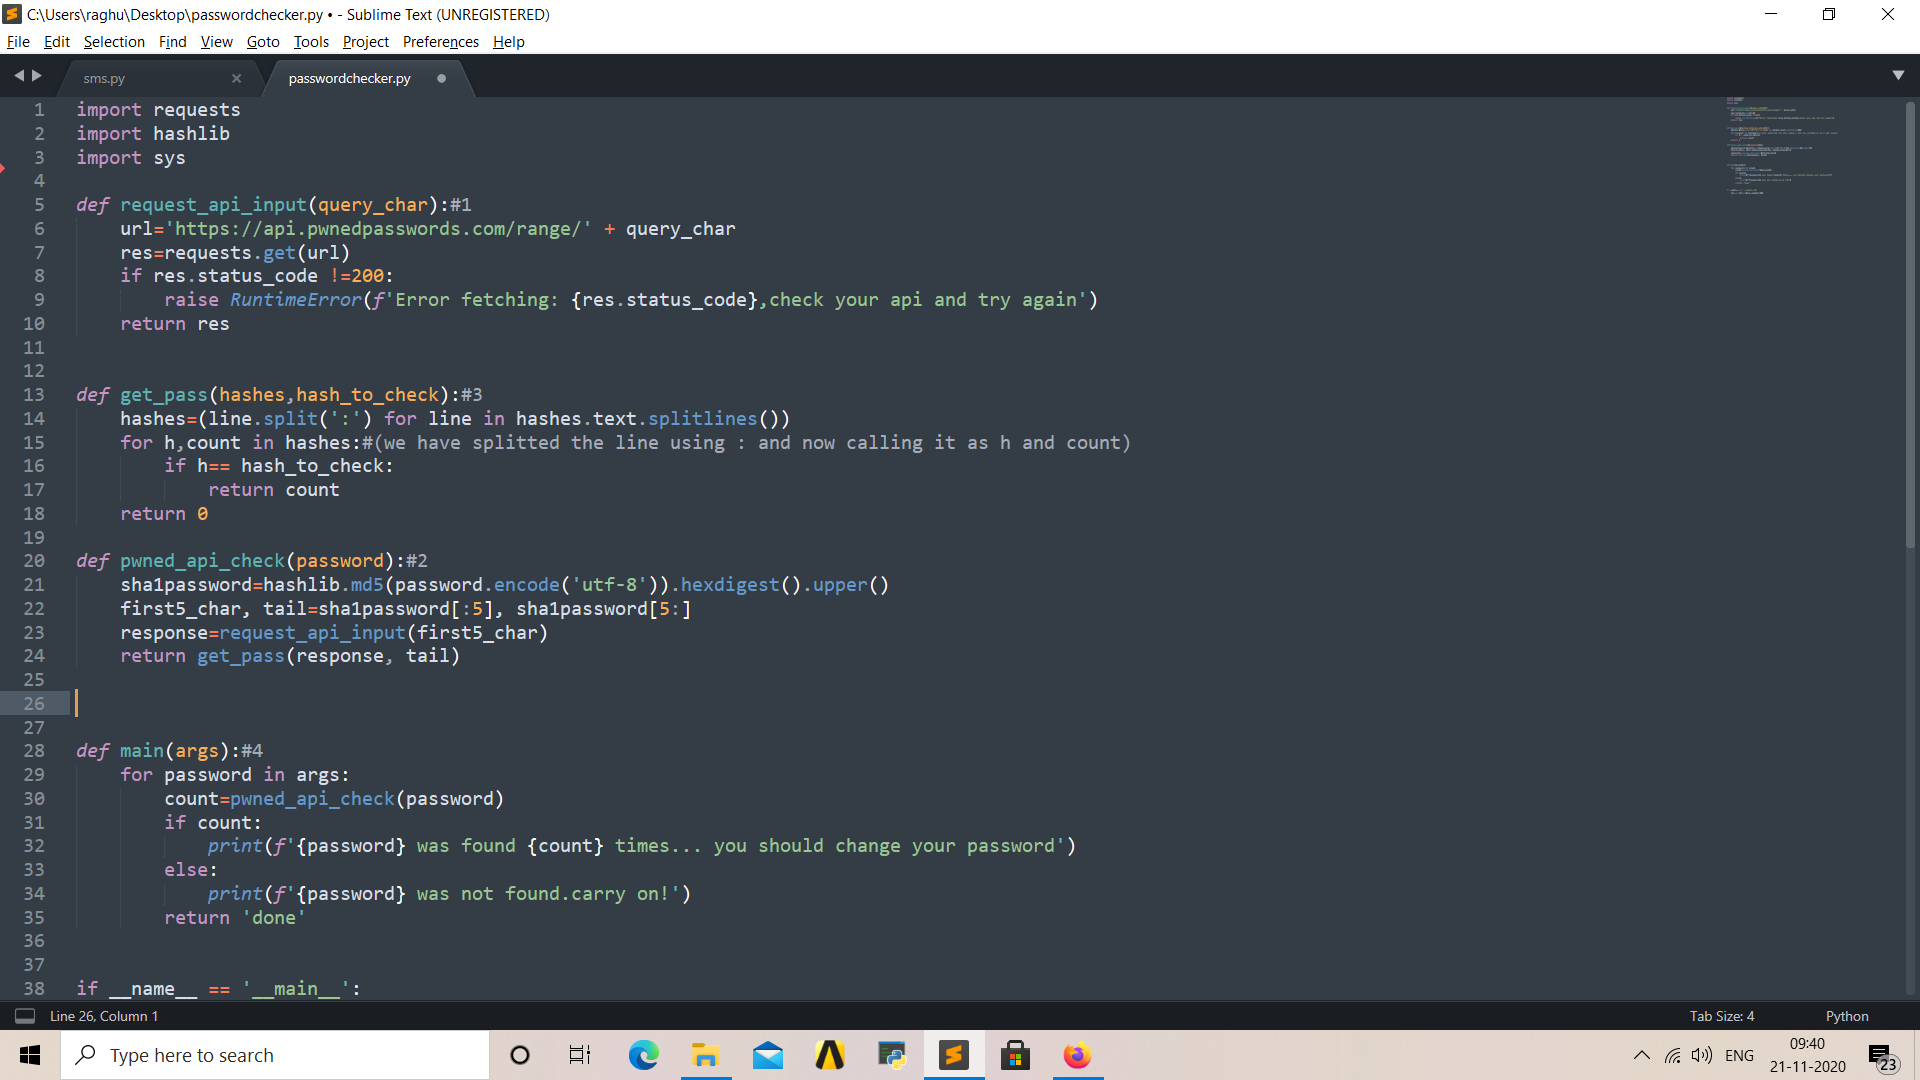 C:\Users\raghu\Desktop\passwordchecker.py • - Sublime Text (UNREGISTERED)
File Edit Selection Find View Goto Tools Project Preferences Help
sms.py passwordchecker.py
1 import requests
2 import hashlib
3 import sys
4
5 def request_api_input(query_char):#1
6     url='https://api.pwnedpasswords.com/range/' + query_char
7     res=requests.get(url)
8     if res.status_code !=200:
9         raise RuntimeError(f'Error fetching: {res.status_code},check your api and try again')
10     return res
11
12
13 def get_pass(hashes,hash_to_check):#3
14     hashes=(line.split(':') for line in hashes.text.splitlines())
15     for h,count in hashes:#(we have splitted the line using : and now calling it as h and count)
16         if h== hash_to_check:
17             return count
18     return 0
19
20 def pwned_api_check(password):#2
21     sha1password=hashlib.md5(password.encode('utf-8')).hexdigest().upper()
22     first5_char, tail=sha1password[:5], sha1password[5:]
23     response=request_api_input(first5_char)
24     return get_pass(response, tail)
25
26
27
28 def main(args):#4
29     for password in args:
30         count=pwned_api_check(password)
31         if count:
32             print(f'{password} was found {count} times... you should change your password')
33         else:
34             print(f'{password} was not found.carry on!')
35         return 'done'
36
37
38 if __name__ == '__main__':
Line 26, Column 1 Tab Size: 4 Python
Type here to search ENG 09:40
21-11-2020 23